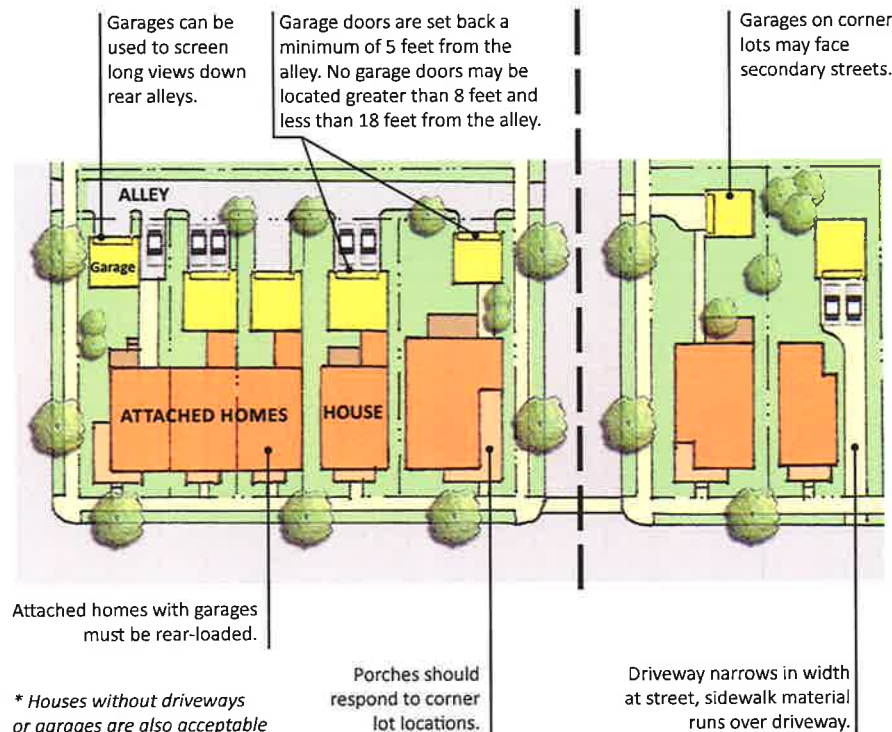 Garages can be
used to screen
long views down
rear alleys.
Garage doors are set back a
minimum of 5 feet from the
alley. No garage doors may be
located greater than 8 feet and
less than 18 feet from the alley.
Garages on corner
lots may face
secondary streets.
ALLEY
Garage
ATTACHED HOMES
HOUSE
Attached homes with garages
must be rear-loaded.
* Houses without driveways
or garages are also acceptable
Porches should
respond to corner
lot locations.
Driveway narrows in width
at street, sidewalk material
runs over driveway.